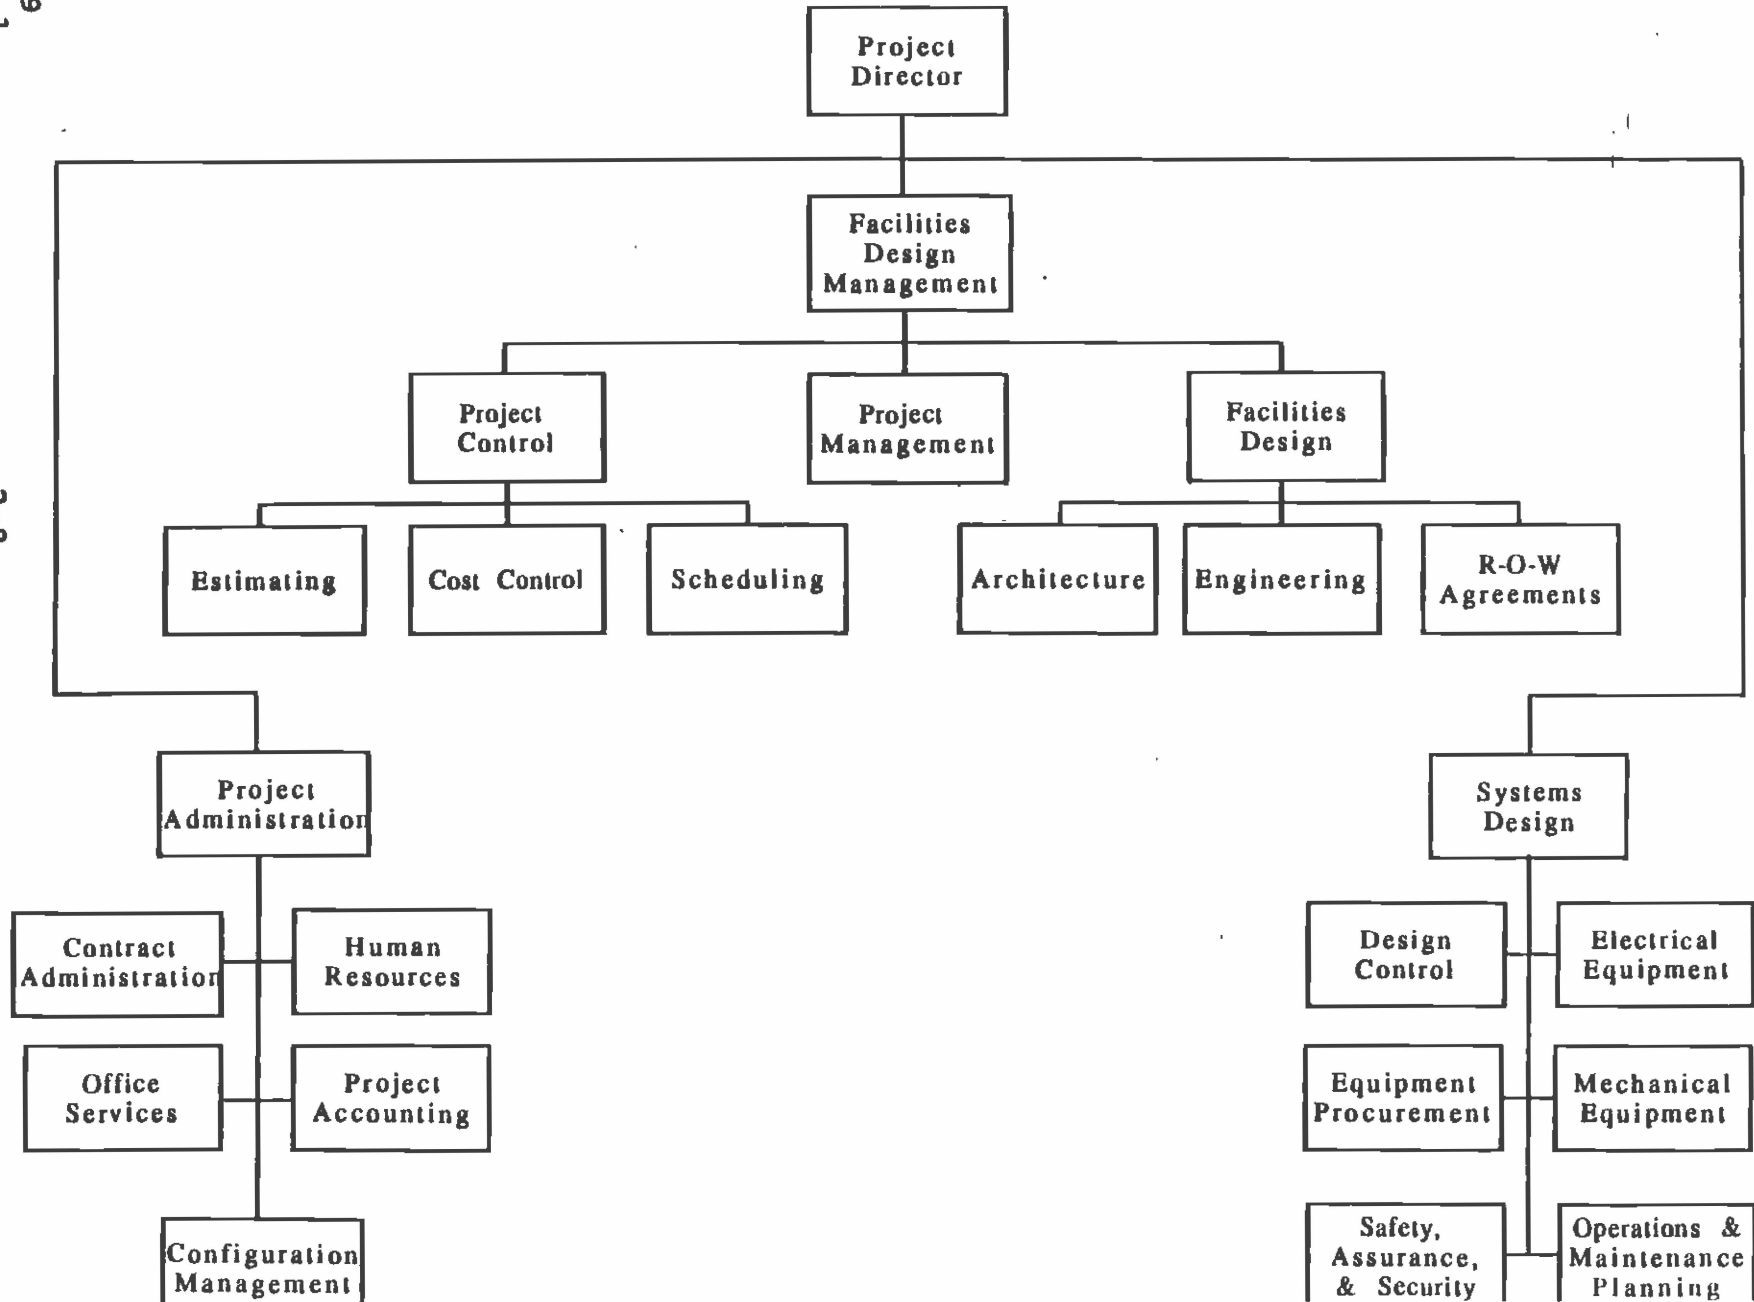 Project
Director
Facilities
Design
Management
Project
Control
Project
Management
Facilities
Design
Estimating
Cost Control
Scheduling
Architecture
Engineering
R-O-W
Agreements
Project
Administration
Systems
Design
Contract
Administration
Human
Resources
Design
Control
Electrical
Equipment
Office
Services
Project
Accounting
Equipment
Procurement
Mechanical
Equipment
Configuration
Management
Safety,
Assurance,
& Security
Operations &
Maintenance
Planning